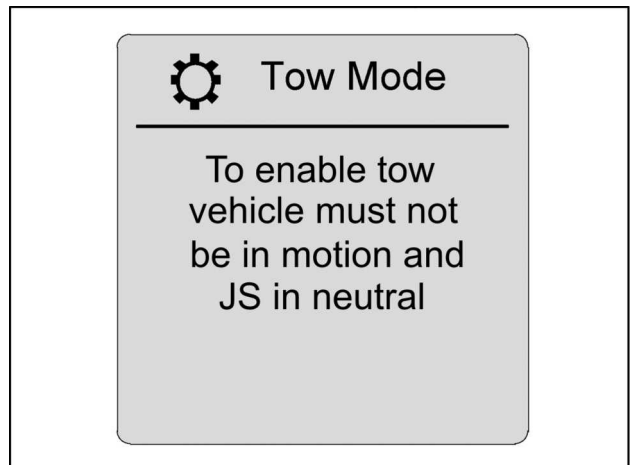 Tow Mode
To enable tow
vehicle must not
be in motion and
JS in neutral